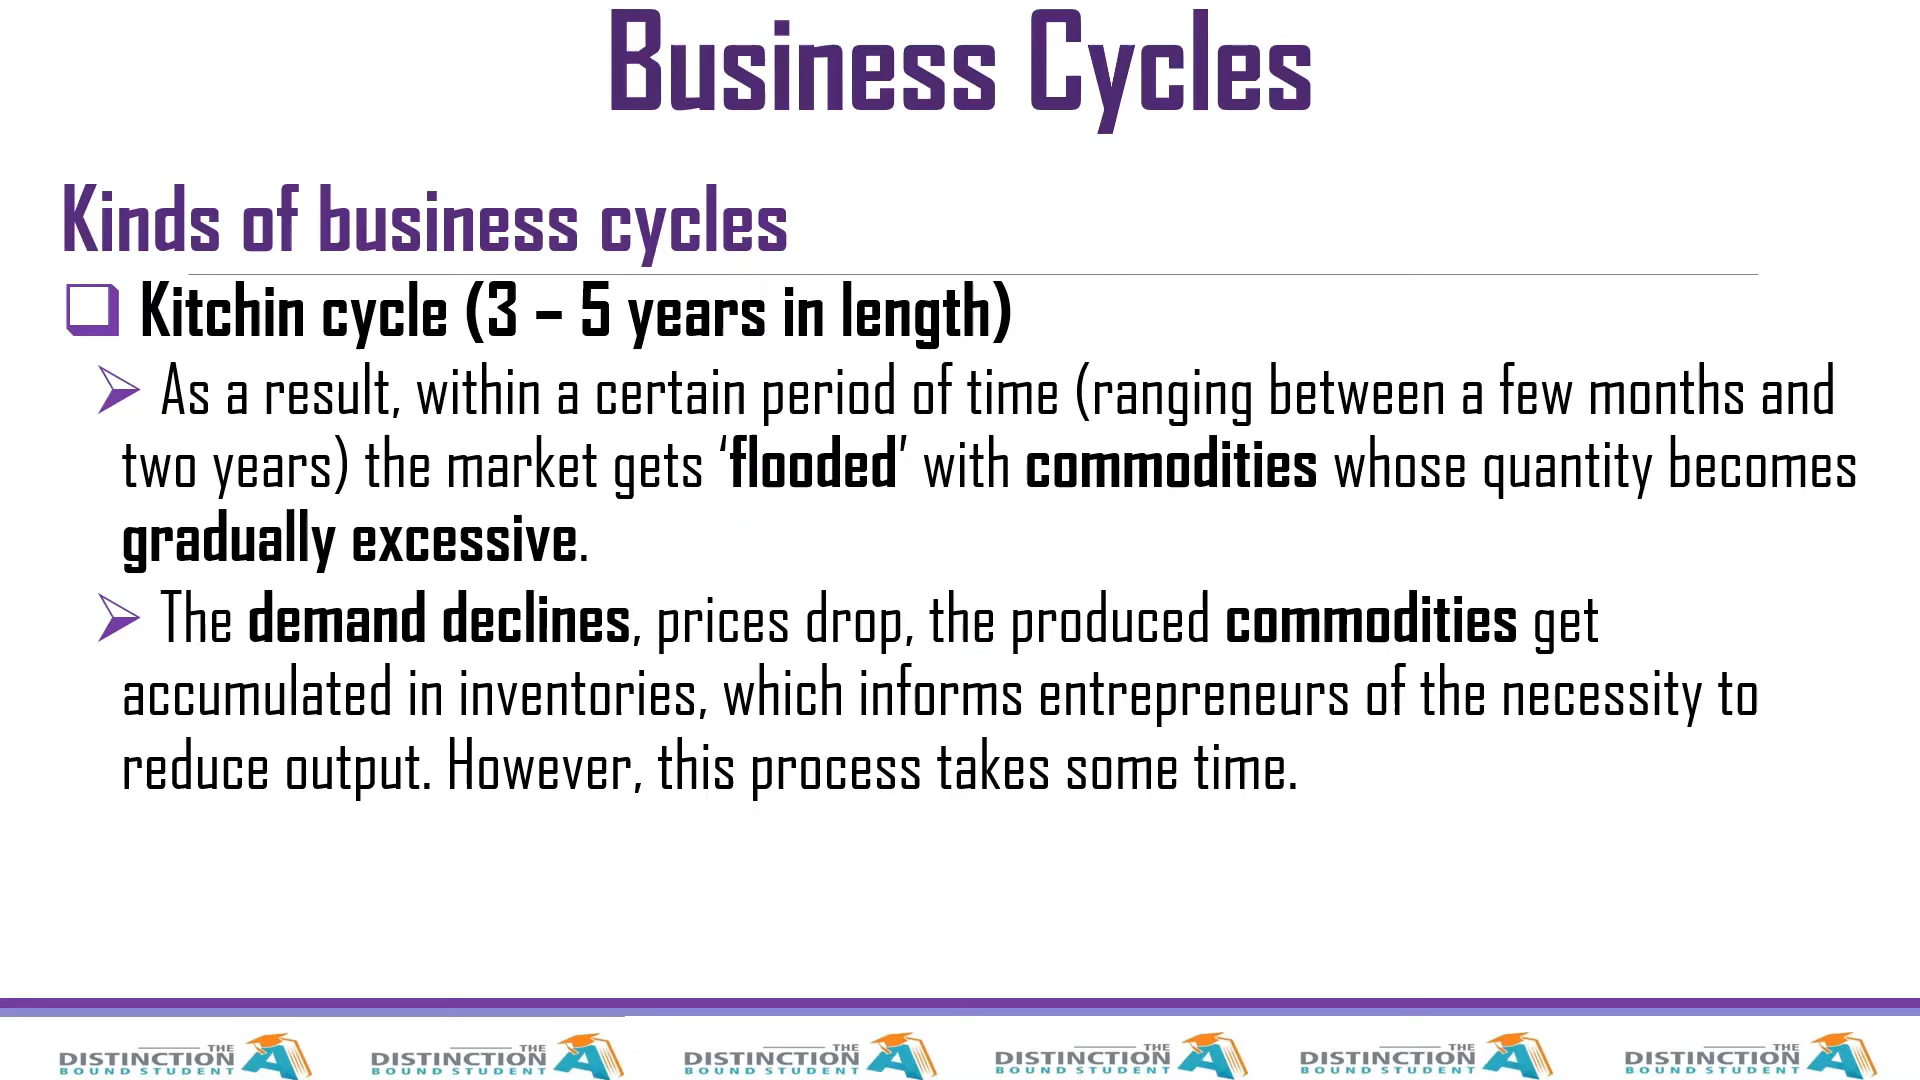 Business Cycles
Kinds of business cycles
Kitchin cycle (3 – 5 years in length)
As a result, within a certain period of time (ranging between a few months and
two years) the market gets ‘flooded’ with commodities whose quantity becomes
gradually excessive.
The demand declines, prices drop, the produced commodities get
accumulated in inventories, which informs entrepreneurs of the necessity to
reduce output. However, this process takes some time.
THE DISTINCTION BOUND STUDENT
THE DISTINCTION BOUND STUDENT
THE DISTINCTION BOUND STUDENT
THE DISTINCTION BOUND STUDENT
THE DISTINCTION BOUND STUDENT
THE DISTINCTION BOUND STUDENT